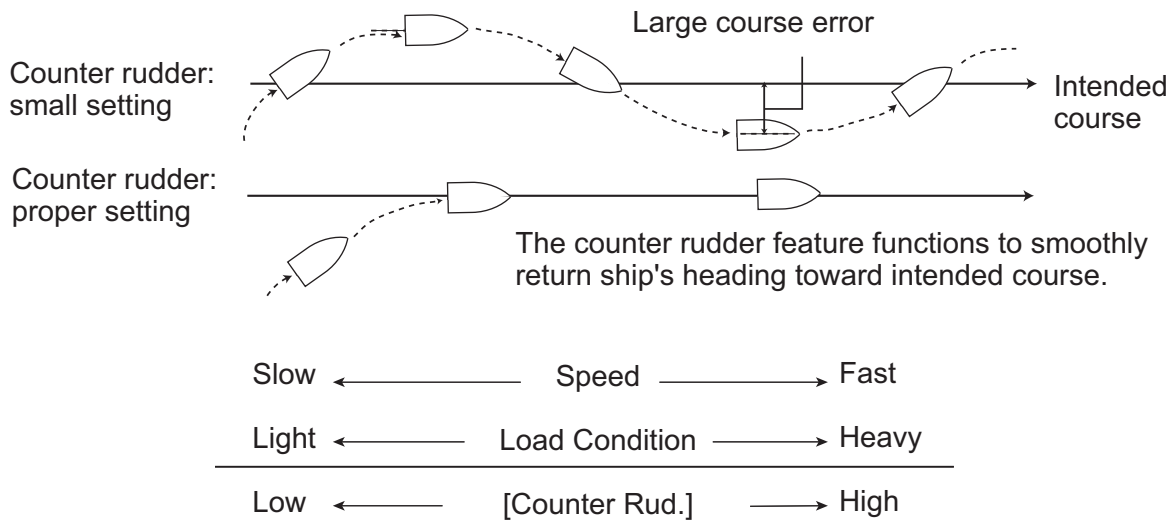 Large course error
Counter rudder:
small setting
Intended
course
Counter rudder:
proper setting
The counter rudder feature functions to smoothly
return ship's heading toward intended course.
Slow Speed Fast
Light Load Condition Heavy
Low [Counter Rud.] High